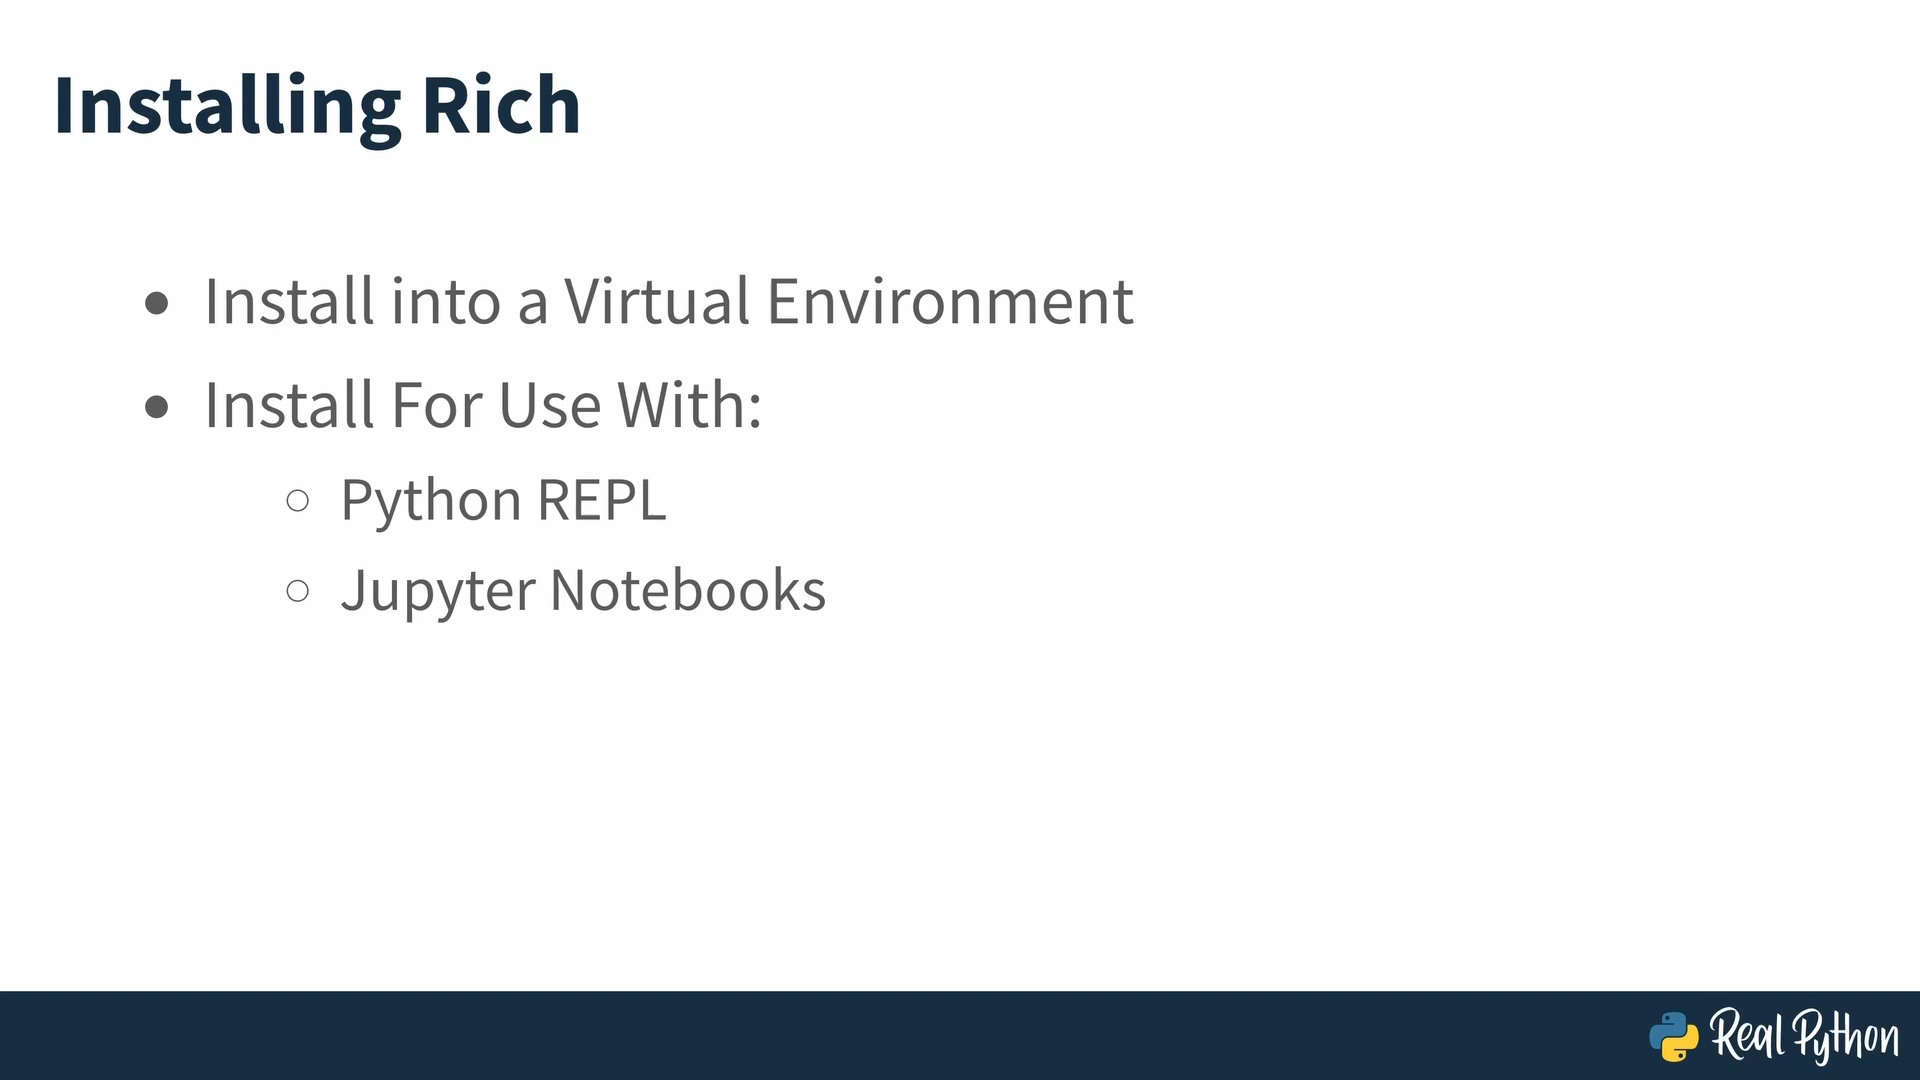 Installing Rich
• Install into a Virtual Environment
• Install For Use With:
○ Python REPL
○ Jupyter Notebooks
Real Python